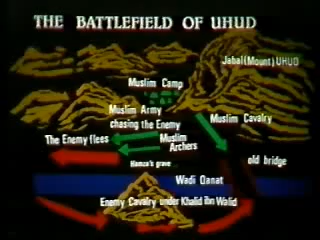 THE BATTLEFIELD OF UHUD
Jabal (Mount) UHUD
Muslim Camp
Muslim Army
chasing the Enemy
Muslim Cavalry
The Enemy flees
Muslim
Archers
Hamza's grave
old bridge
Wadi Qanat
Enemy Cavalry under Khalid ibn Walid